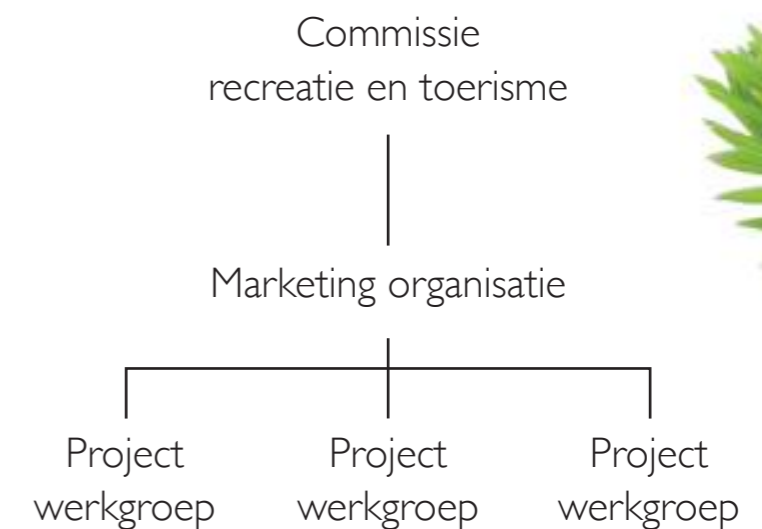 Commissie
recreatie en toerisme
Marketing organisatie
Project Project Project
werkgroep werkgroep werkgroep